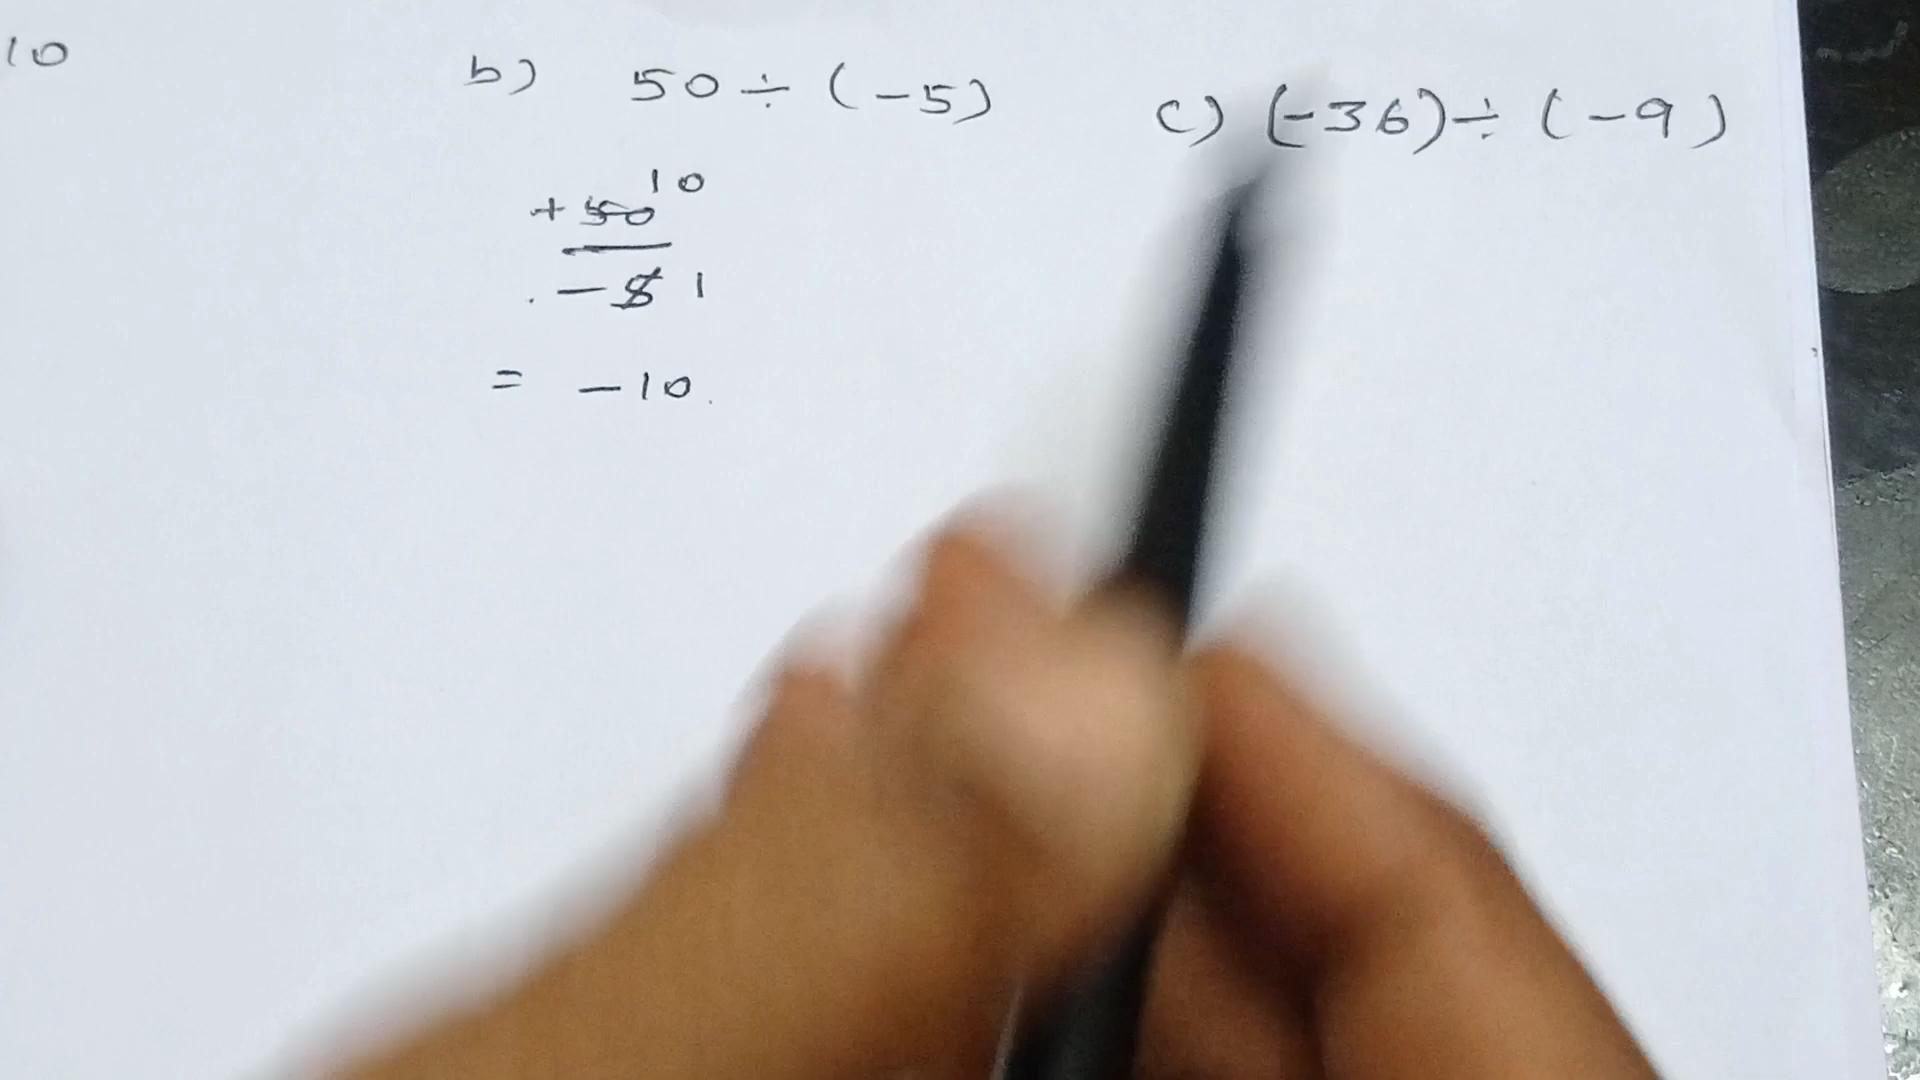 10
b) 50 ÷ (-5)
10
+ 50
- 5 1
= -10.
c) (-36) ÷ (-9)